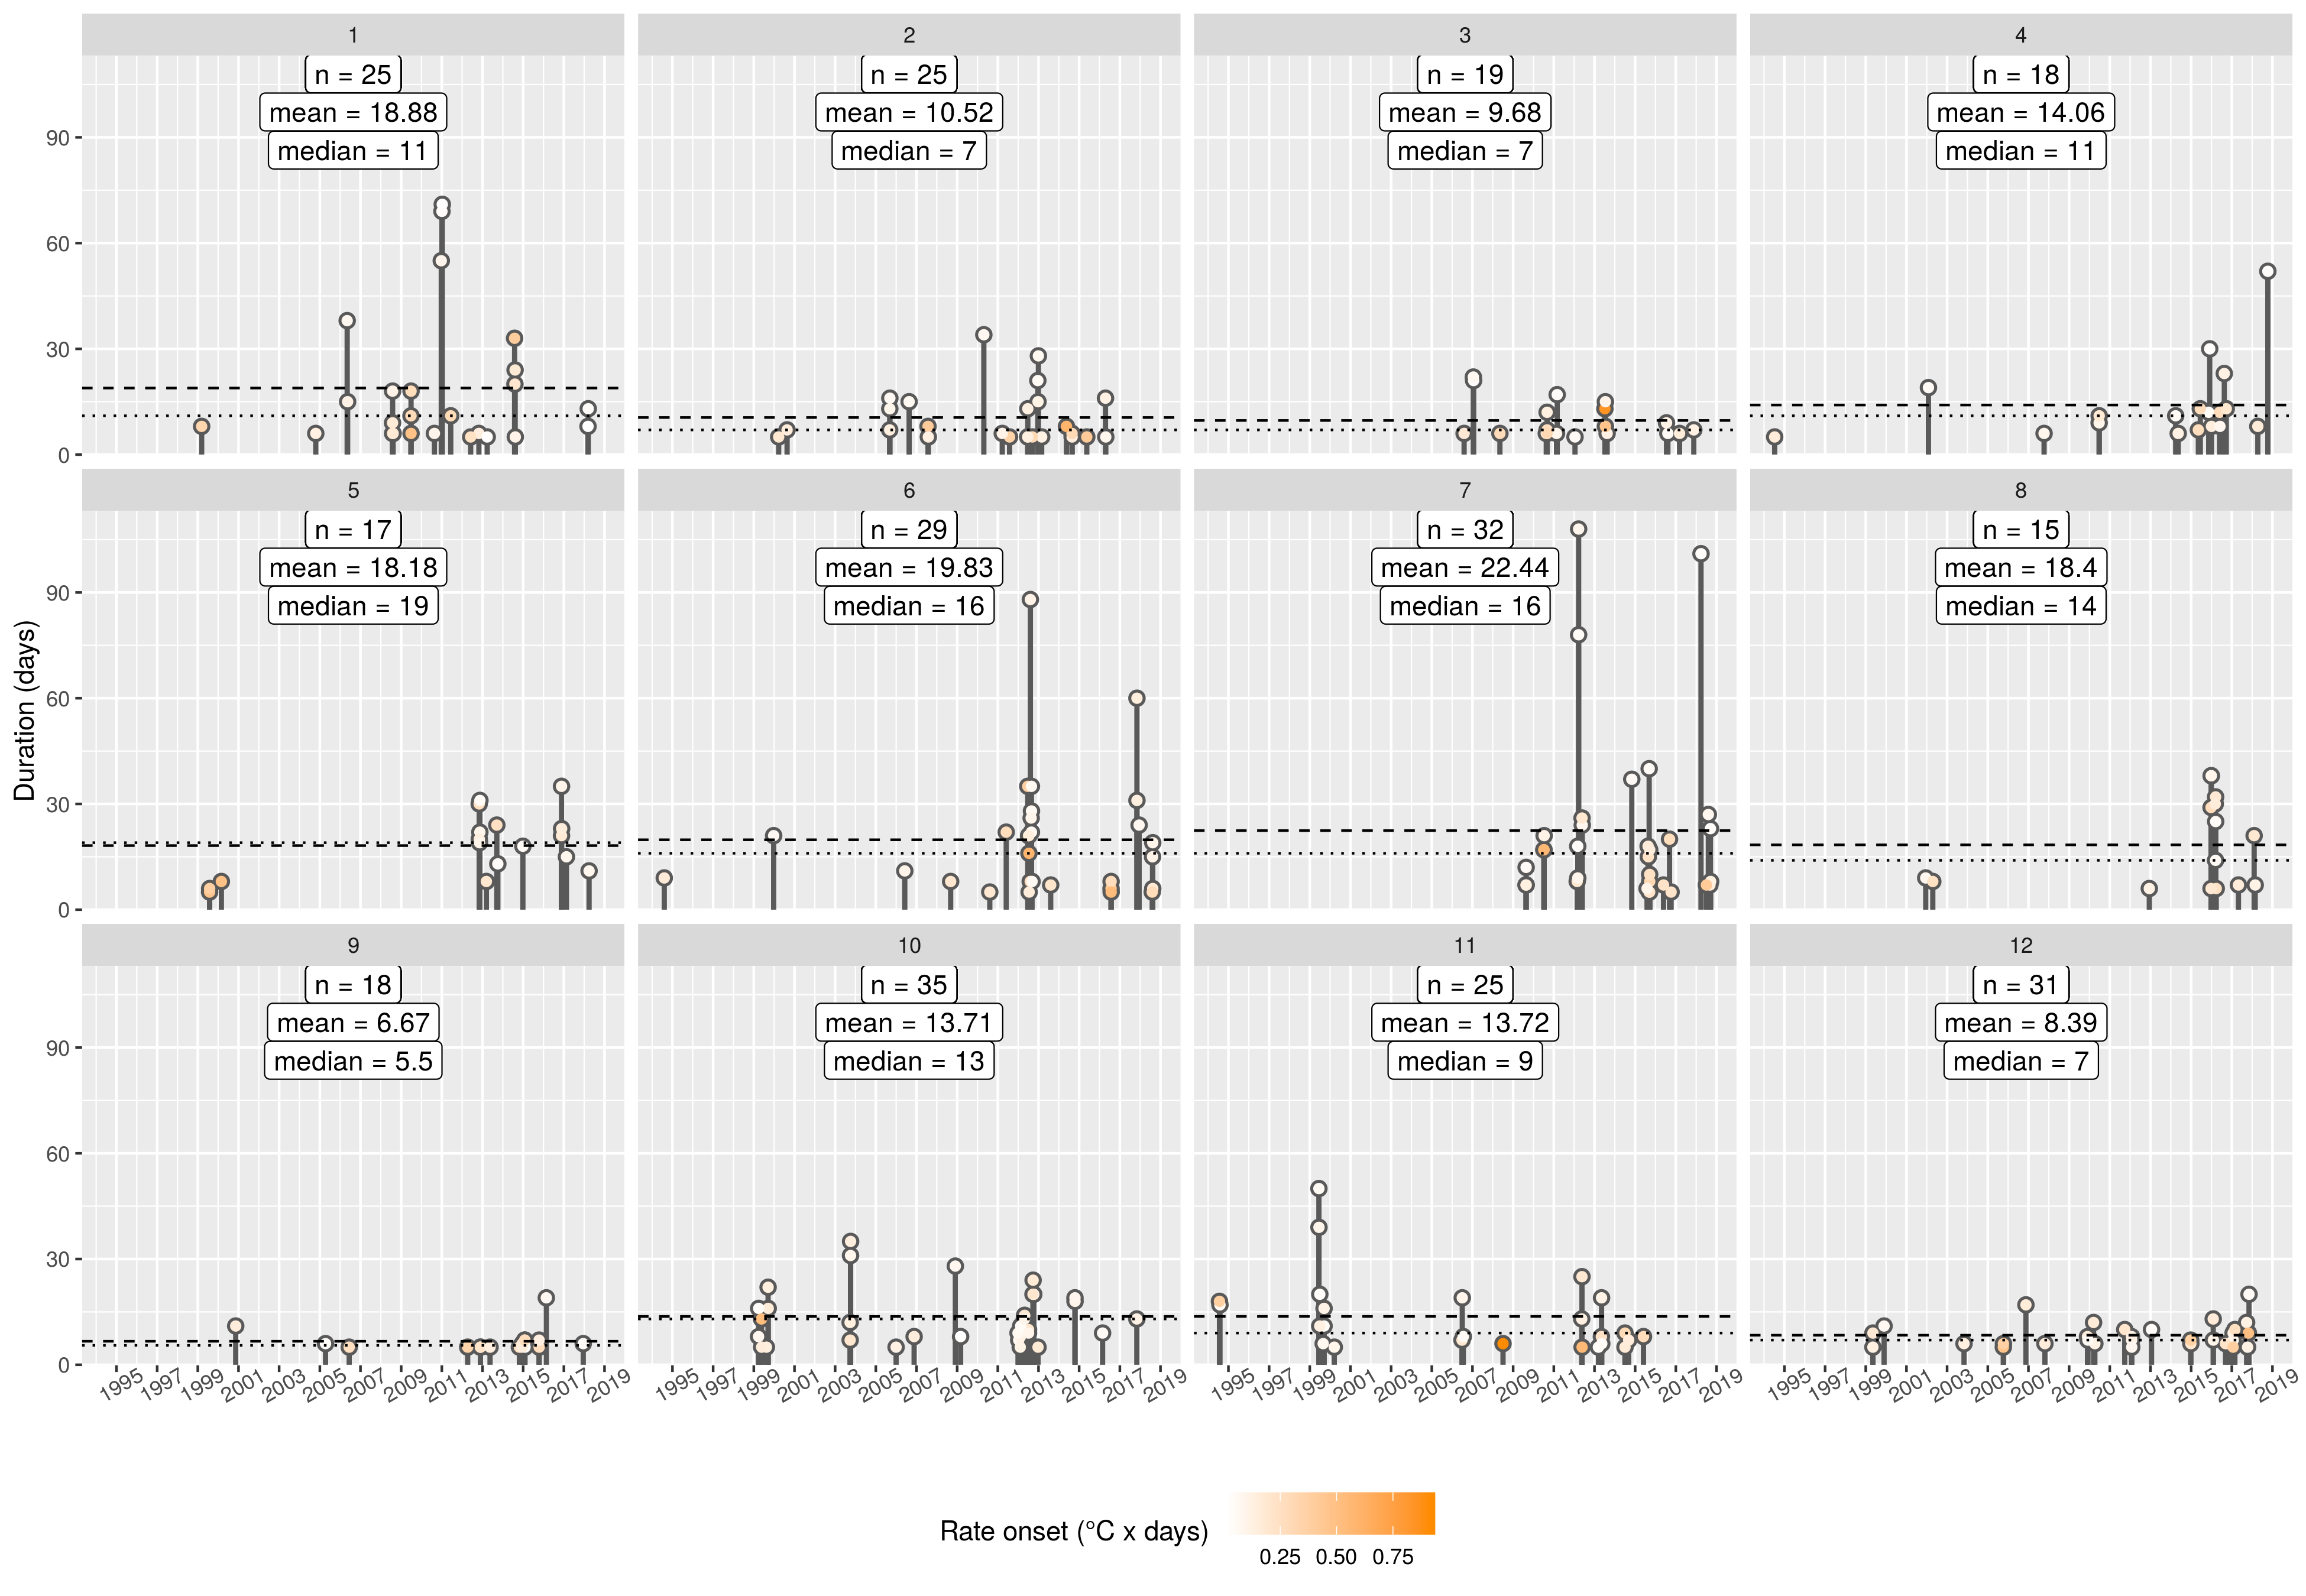 1 2 3 4
n = 25 n = 25 n = 19 n = 18
mean = 18.88 mean = 10.52 mean = 9.68 mean = 14.06
median = 11 median = 7 median = 7 median = 11
90
60
30
0
5 6 7 8
n = 17 n = 29 n = 32 n = 15
mean = 18.18 mean = 19.83 mean = 22.44 mean = 18.4
median = 19 median = 16 median = 16 median = 14
90
60
30
0
Duration (days)
9 10 11 12
n = 18 n = 35 n = 25 n = 31
mean = 6.67 mean = 13.71 mean = 13.72 mean = 8.39
median = 5.5 median = 13 median = 9 median = 7
90
60
30
0
1995 1997 1999 2001 2003 2005 2007 2009 2011 2013 2015 2017 2019 1995 1997 1999 2001 2003 2005 2007 2009 2011 2013 2015 2017 2019 1995 1997 1999 2001 2003 2005 2007 2009 2011 2013 2015 2017 2019 1995 1997 1999 2001 2003 2005 2007 2009 2011 2013 2015 2017 2019
Rate onset (°C x days)
0.25 0.50 0.75